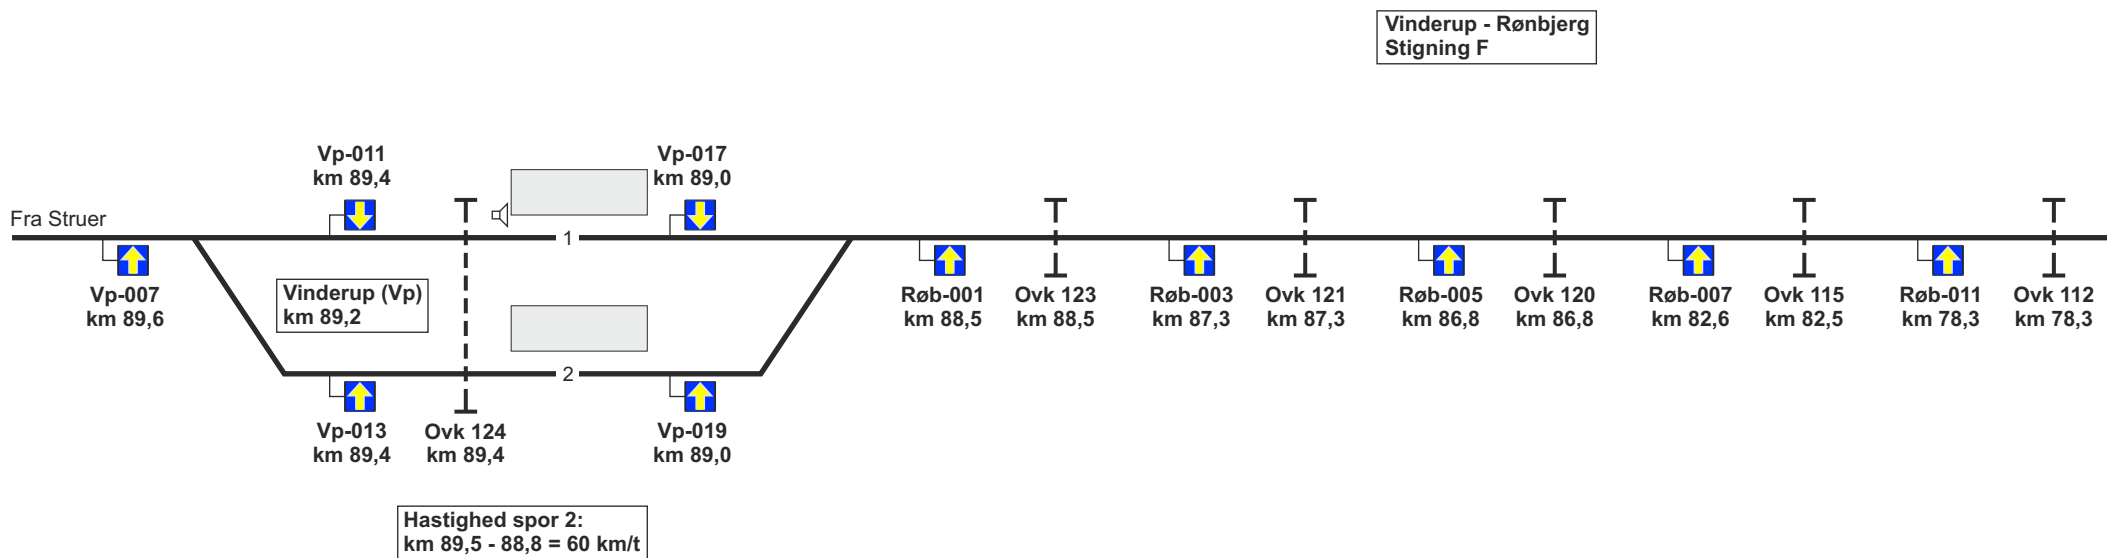 Vinderup - Rønbjerg
Stigning F
Vp-011
km 89,4
Vp-017
km 89,0
Fra Struer
1
Vp-007
km 89,6
Vinderup (Vp)
km 89,2
Røb-001
km 88,5
Ovk 123
km 88,5
Røb-003
km 87,3
Ovk 121
km 87,3
Røb-005
km 86,8
Ovk 120
km 86,8
Røb-007
km 82,6
Ovk 115
km 82,5
Røb-011
km 78,3
Ovk 112
km 78,3
2
Vp-013
km 89,4
Ovk 124
km 89,4
Vp-019
km 89,0
Hastighed spor 2:
km 89,5 - 88,8 = 60 km/t